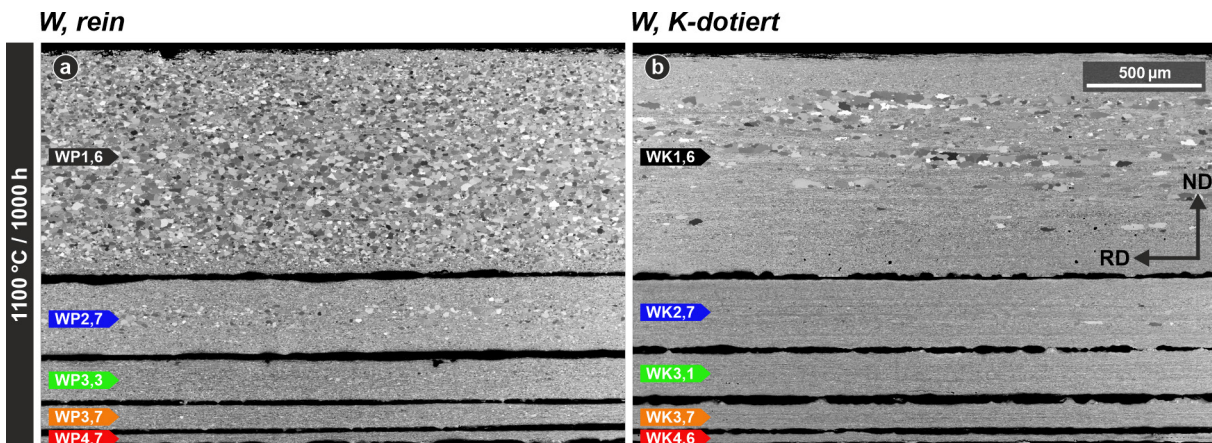 W, rein
W, K-dotiert
1100 °C / 1000 h
a
WP1,6
WP2,7
WP3,3
WP3,7
WP4,7
b
500 µm
WK1,6
ND
RD
WK2,7
WK3,1
WK3,7
WK4,6